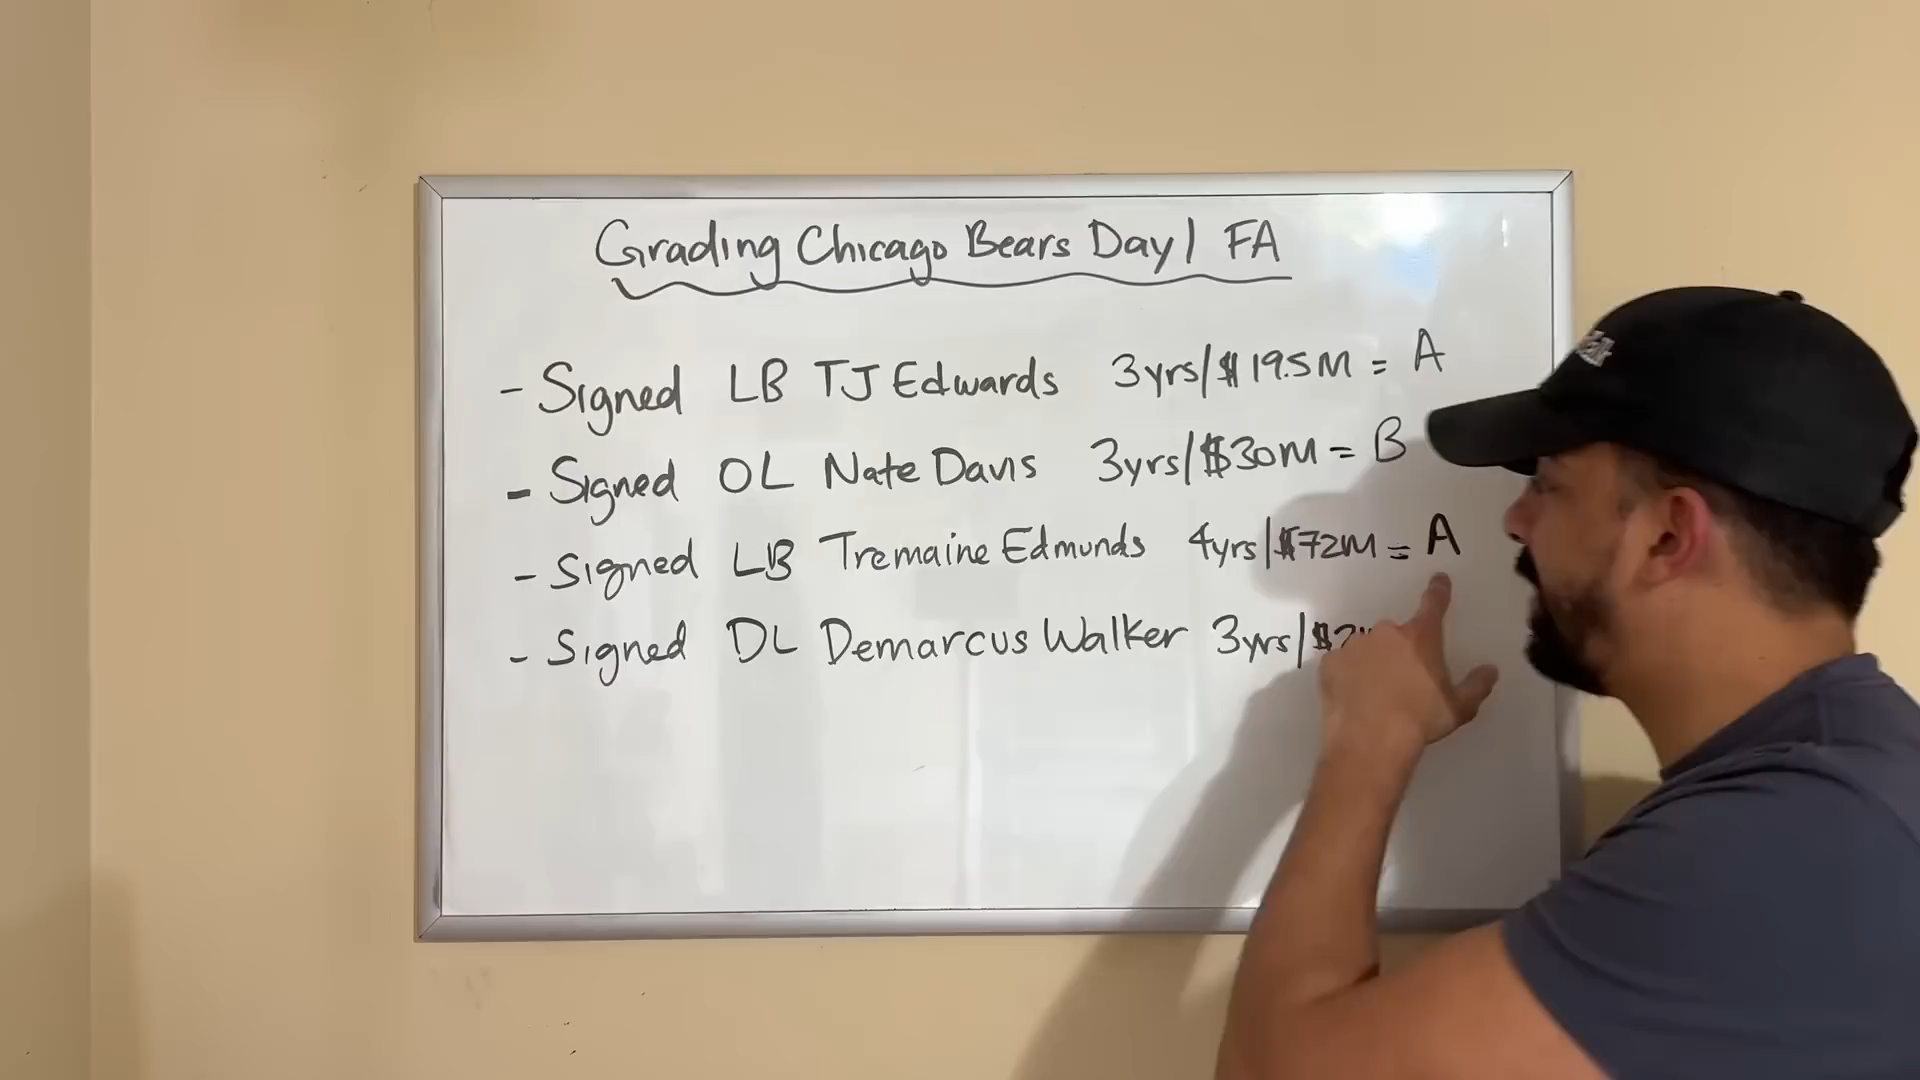 Grading Chicago Bears Day 1 FA
- Signed LB TJ Edwards 3yrs/$19.5M = A
- Signed OL Nate Davis 3yrs/$30M = B
- Signed LB Tremaine Edmunds 4yrs/$72M = A
- Signed DL Demarcus Walker 3yrs/$2